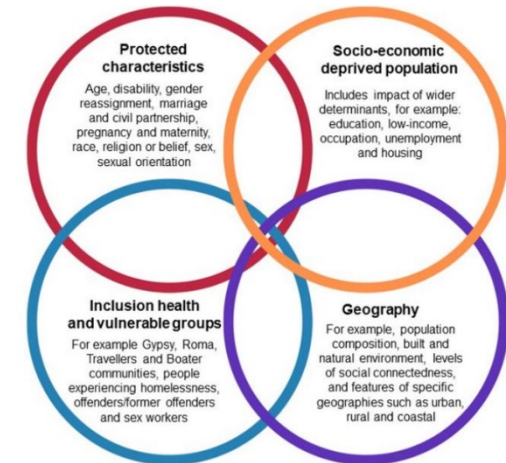 Protected
characteristics
Age, disability, gender
reassignment, marriage
and civil partnership,
pregnancy and maternity,
race, religion or belief, sex,
sexual orientation
Socio-economic
deprived population
Includes impact of wider
determinants, for example:
education, low-income,
occupation, unemployment
and housing
Inclusion health
and vulnerable groups
For example Gypsy, Roma,
Travellers and Boater
communities, people
experiencing homelessness,
offenders/former offenders
and sex workers
Geography
For example, population
composition, built and
natural environment, levels
of social connectedness,
and features of specific
geographies such as urban,
rural and coastal